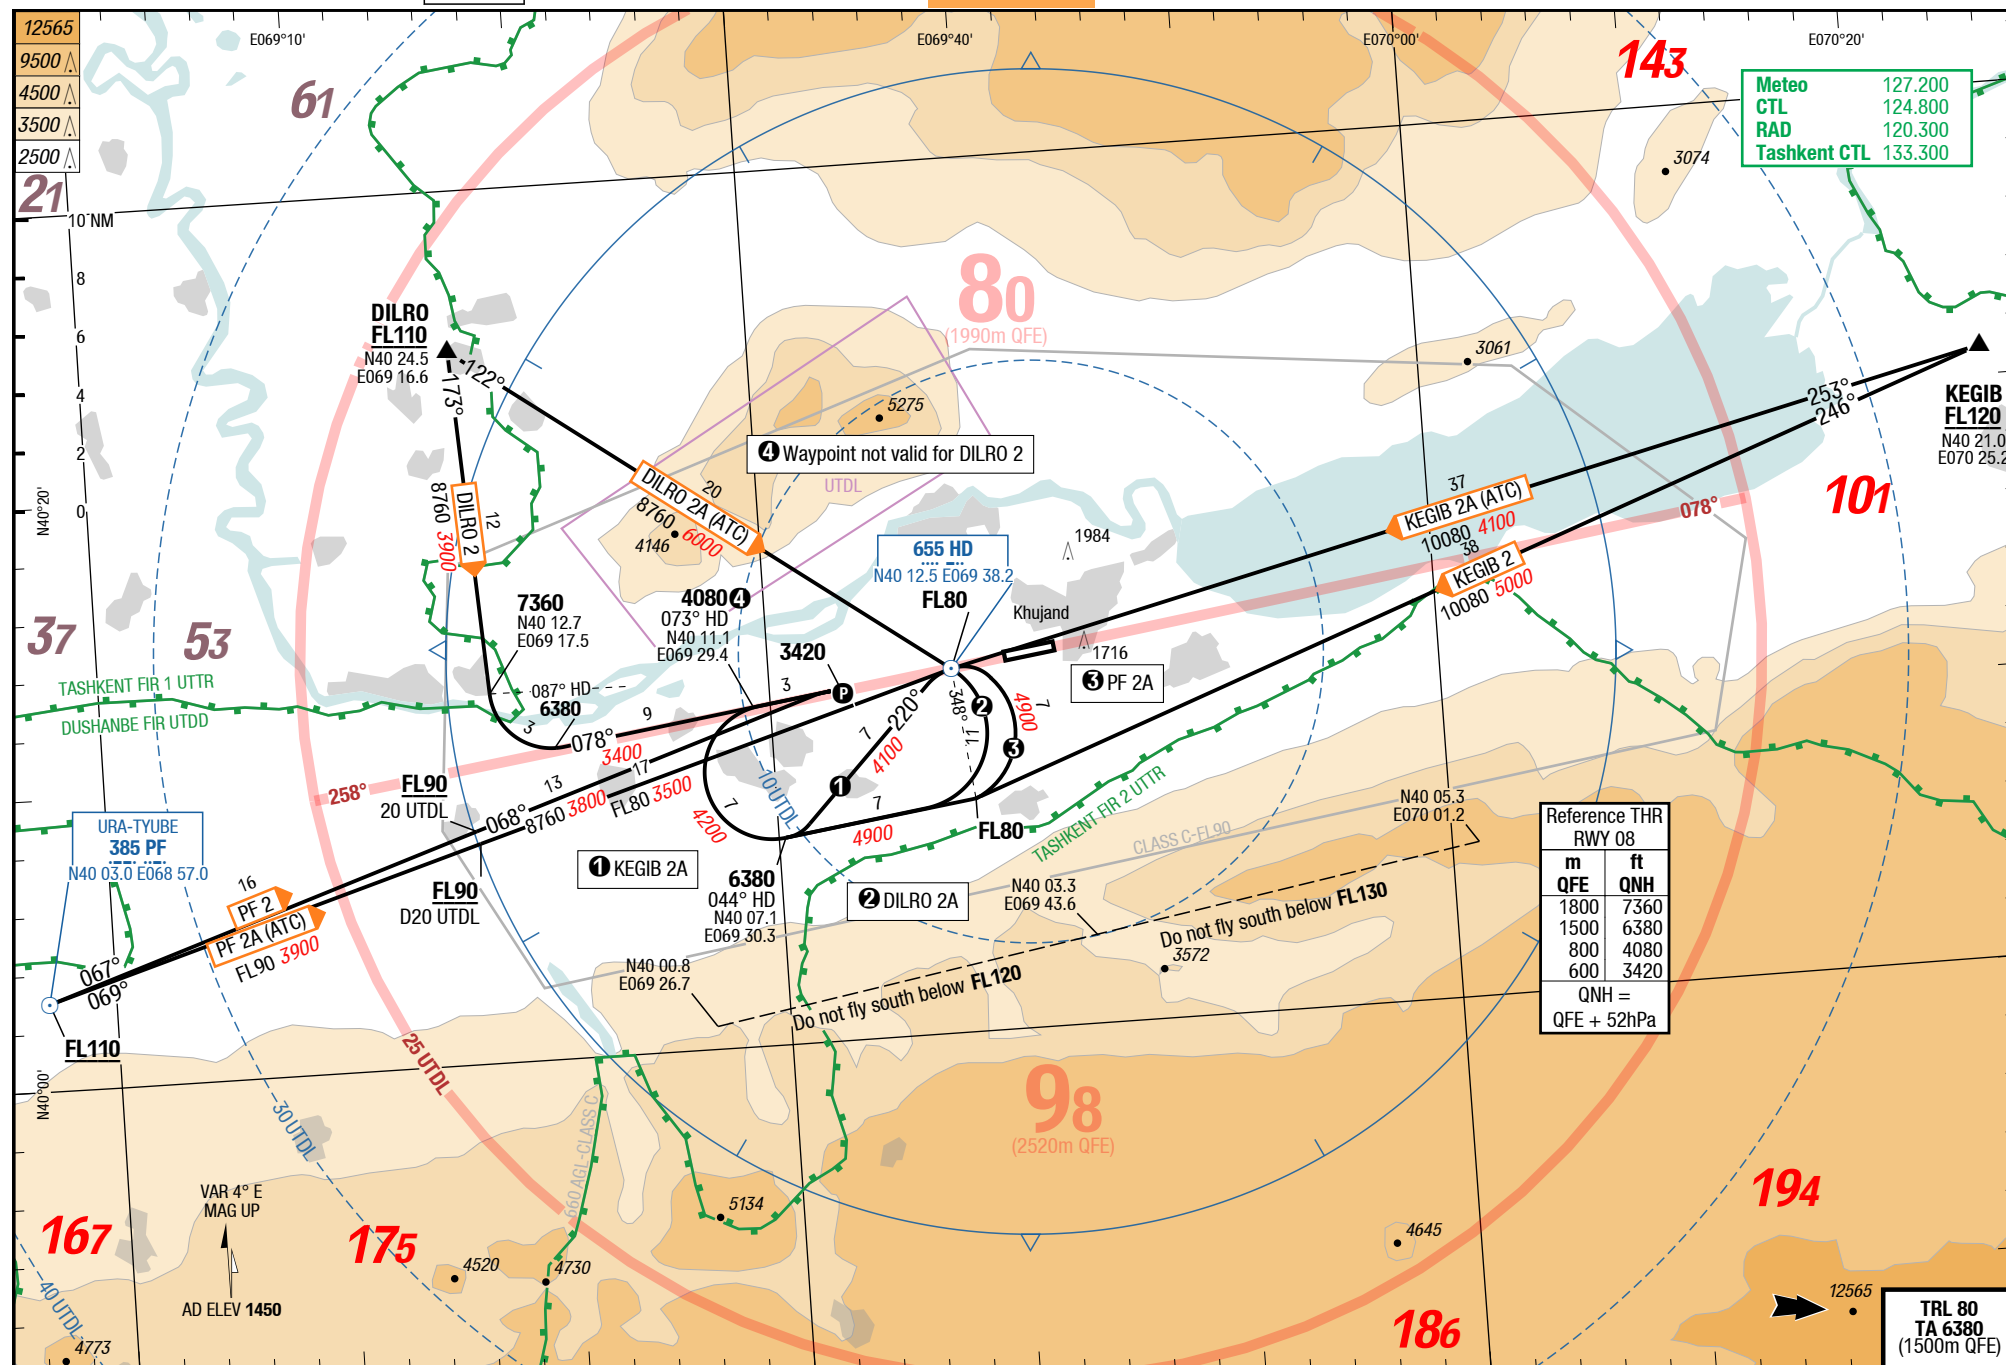 12565
9500
4500
3500
2500
E069°10'
E069°40'
E070°00'
E070°20'
Meteo 127.200
CTL 124.800
RAD 120.300
Tashkent CTL 133.300
61
143
3074
21
10 NM
8
6
4
2
0
N40°20'
DILRO
FL110
N40 24.5
E069 16.6
122°
173°
80
(1990m QFE)
3061
5275
4 Waypoint not valid for DILRO 2
UTDL
KEGIB
FL120
N40 21.0
E070 25.2
253°
246°
101
078°
37
KEGIB 2A (ATC)
10080 4100
38
KEGIB 2
10080 5000
20
DILRO 2A (ATC)
8760 6000
4146
12
DILRO 2
8760 3900
655 HD
N40 12.5 E069 38.2
FL80
1984
Khujand
1716
3 PF 2A
7360
N40 12.7
E069 17.5
4080 4
073° HD
N40 11.1
E069 29.4
3420
P
3
37
53
TASHKENT FIR 1 UTTR
DUSHANBE FIR UTDD
087° HD
6380
3
9
078°
3400
258°
348°
11
2
7
4900
3
220°
7
4100
1
FL90
20 UTDL
13
17
068°
8760 3800
FL80 3500
7
4200
10 UTDL
7
4900
FL80
TASHKENT FIR 2 UTTR
CLASS C-FL90
N40 05.3
E070 01.2
Reference THR
RWY 08
m ft
QFE QNH
1800 7360
1500 6380
800 4080
600 3420
QNH =
QFE + 52hPa
URA-TYUBE
385 PF
N40 03.0 E068 57.0
16
PF 2
PF 2A (ATC)
FL90 3900
067°
069°
FL110
FL90
D20 UTDL
1 KEGIB 2A
6380
044° HD
N40 07.1
E069 30.3
2 DILRO 2A
N40 03.3
E069 43.6
Do not fly south below FL130
3572
N40 00.8
E069 26.7
Do not fly south below FL120
25 UTDL
30 UTDL
40 UTDL
N40°00'
660 AGL-CLASS C
98
(2520m QFE)
VAR 4° E
MAG UP
AD ELEV 1450
167
175
4520
4730
5134
4773
4645
194
186
12565
TRL 80
TA 6380
(1500m QFE)